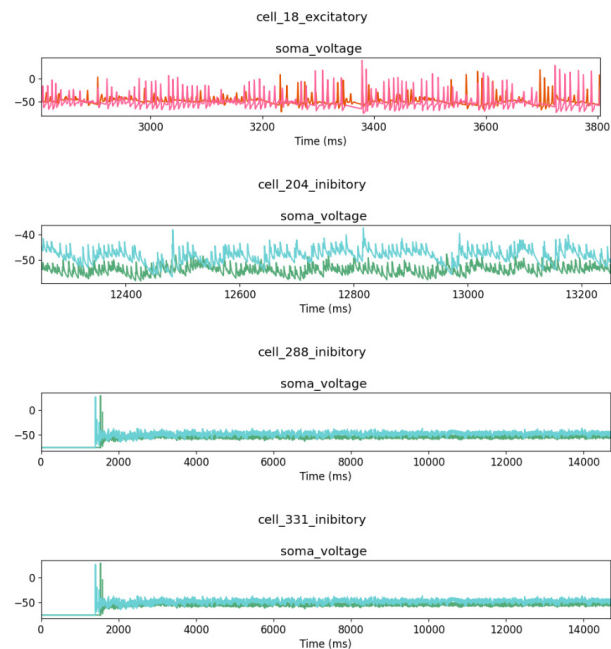 cell_18_excitatory
soma_voltage
0
−50
3000 3200 3400 3600 3800
Time (ms)
cell_204_inibitory
soma_voltage
−40
−50
12400 12600 12800 13000 13200
Time (ms)
cell_288_inibitory
soma_voltage
0
−50
0 2000 4000 6000 8000 10000 12000 14000
Time (ms)
cell_331_inibitory
soma_voltage
0
−50
0 2000 4000 6000 8000 10000 12000 14000
Time (ms)